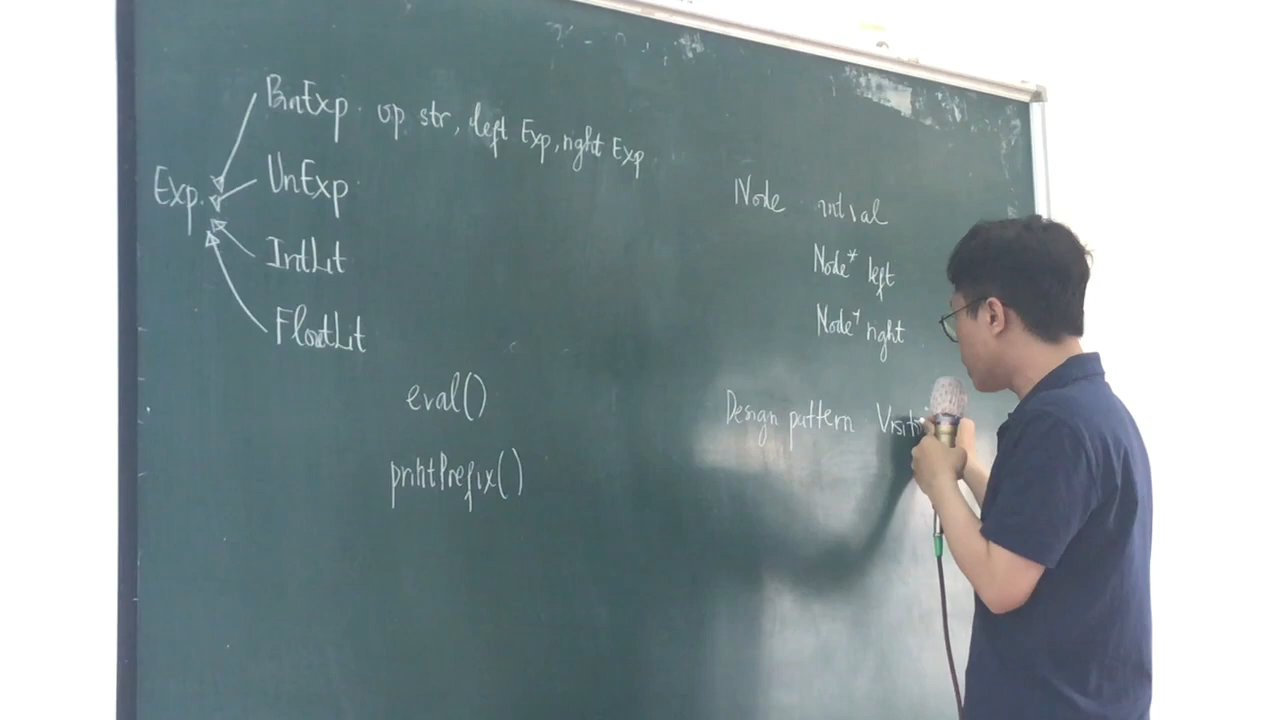 BinExp. op str, left Exp, right Exp
Exp.
UnExp
IntLit
FloatLit
eval()
printPrefix()
Node int val
Node* left
Node* right
Design pattern